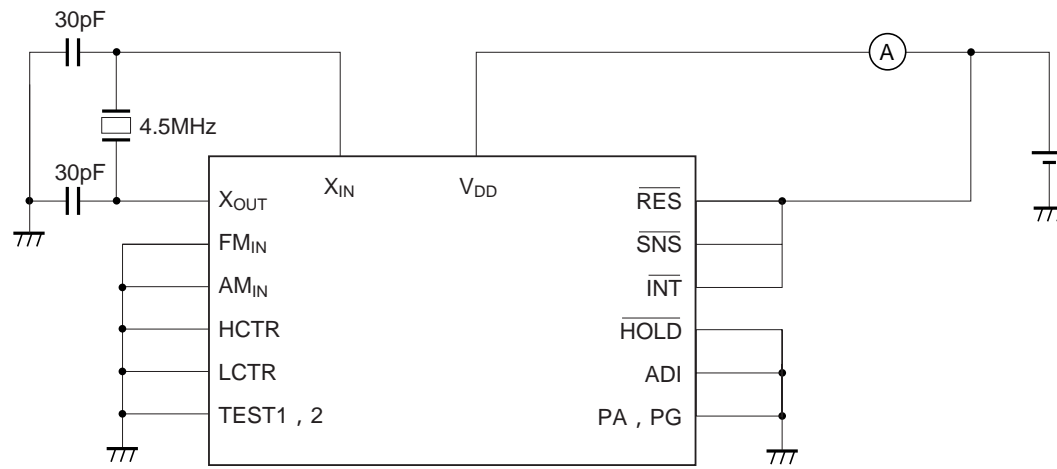 30pF
A
4.5MHz
30pF
XIN
VDD
XOUT
RES
FMIN
SNS
AMIN
INT
HCTR
HOLD
LCTR
ADI
TEST1 , 2
PA , PG